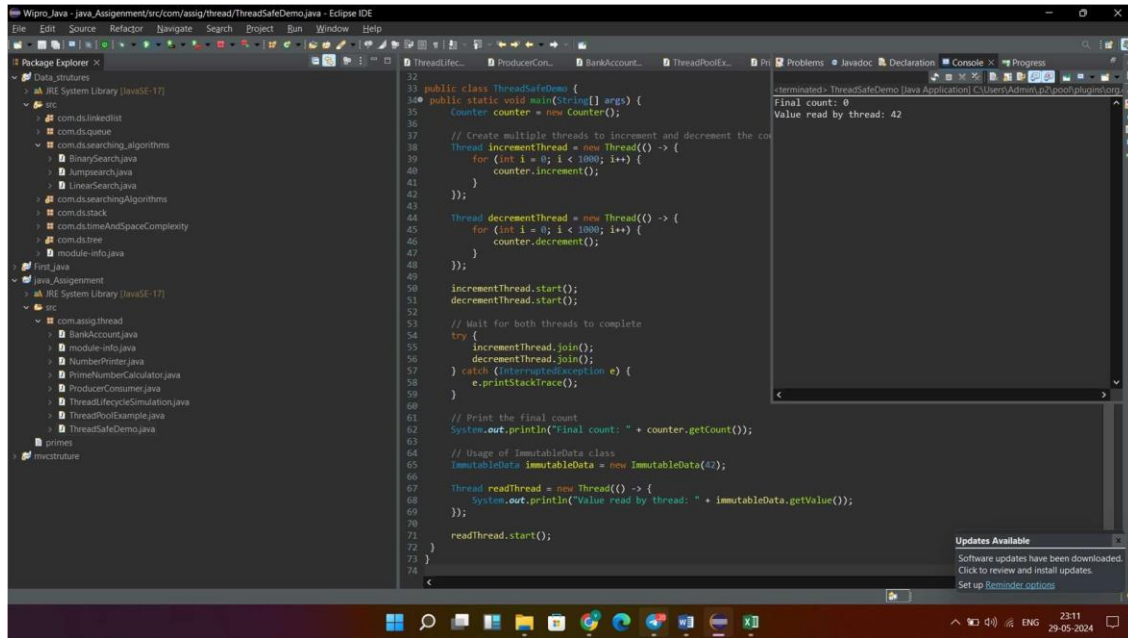 Wipro_Java - java_Assigenment/src/com/assig/thread/ThreadSafeDemo.java - Eclipse IDE
File Edit Source Refactor Navigate Search Project Run Window Help
Package Explorer
Data_strutures
JRE System Library [JavaSE-17]
src
com.ds.linkedlist
com.ds.queue
com.ds.searching_algorithms
BinarySearch.java
Jumpsearch.java
LinearSearch.java
com.ds.searchingAlgorithms
com.ds.stack
com.ds.timeAndSpaceComplexity
com.ds.tree
module-info.java
First_java
java_Assigenment
JRE System Library [JavaSE-17]
src
com.assig.thread
BankAccount.java
module-info.java
NumberPrinter.java
PrimeNumberCalculator.java
ProducerConsumer.java
ThreadLifecycleSimulation.java
ThreadPoolExample.java
ThreadSafeDemo.java
primes
mvcstruture
ThreadLifec... ProducerCon... BankAccount... ThreadPoolEx... Pri
32
33 public class ThreadSafeDemo {
34 public static void main(String[] args) {
35 Counter counter = new Counter();
36
37 // Create multiple threads to increment and decrement the cou
38 Thread incrementThread = new Thread(() -> {
39 for (int i = 0; i < 1000; i++) {
40 counter.increment();
41 }
42 });
43
44 Thread decrementThread = new Thread(() -> {
45 for (int i = 0; i < 1000; i++) {
46 counter.decrement();
47 }
48 });
49
50 incrementThread.start();
51 decrementThread.start();
52
53 // Wait for both threads to complete
54 try {
55 incrementThread.join();
56 decrementThread.join();
57 } catch (InterruptedException e) {
58 e.printStackTrace();
59 }
60
61 // Print the final count
62 System.out.println("Final count: " + counter.getCount());
63
64 // Usage of ImmutableData class
65 ImmutableData immutableData = new ImmutableData(42);
66
67 Thread readThread = new Thread(() -> {
68 System.out.println("Value read by thread: " + immutableData.getValue());
69 });
70
71 readThread.start();
72 }
73 }
74
Problems Javadoc Declaration Console Progress
<terminated> ThreadSafeDemo [Java Application] C:\Users\Admin\.p2\pool\plugins\org.
Final count: 0
Value read by thread: 42
Updates Available
Software updates have been downloaded.
Click to review and install updates.
Set up Reminder options
ENG
23:11
29-05-2024